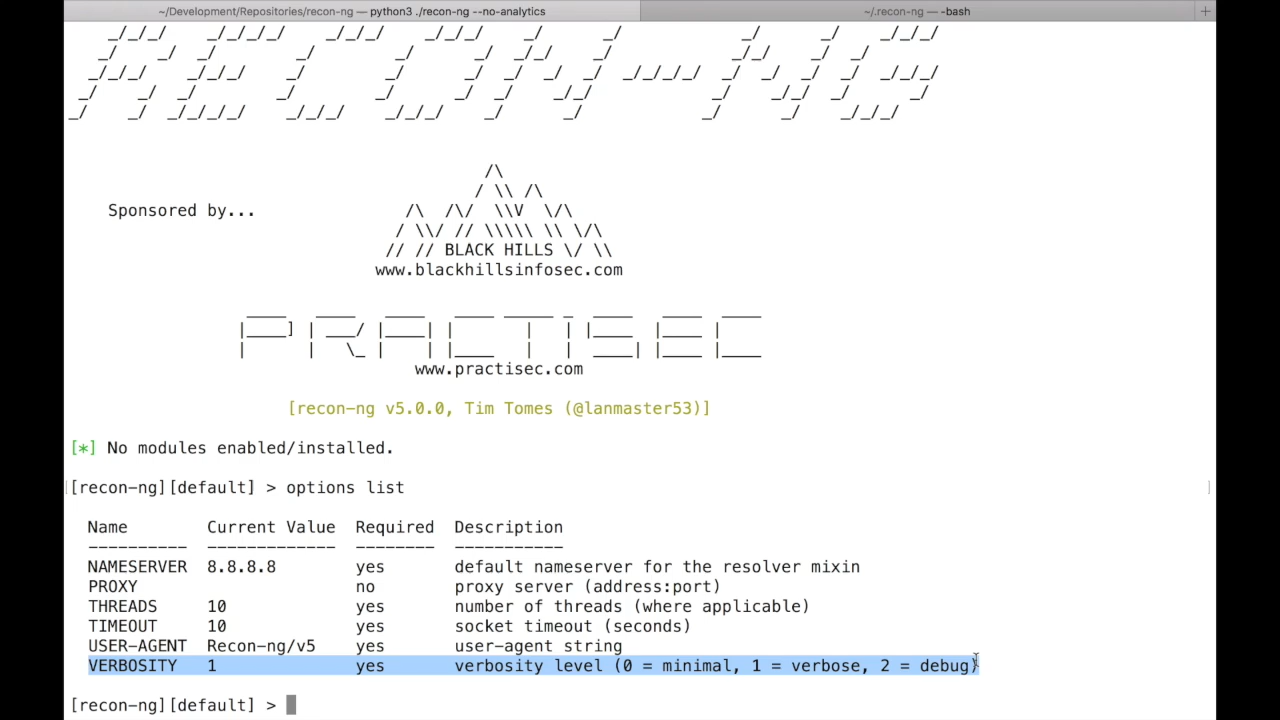 ~/Development/Repositories/recon-ng — python3 ./recon-ng --no-analytics
~/.recon-ng — -bash
RECON-NG
Sponsored by...
BLACK HILLS
www.blackhillsinfosec.com
PRACTISEC
www.practisec.com
[recon-ng v5.0.0, Tim Tomes (@lanmaster53)]
[*] No modules enabled/installed.
[recon-ng][default] > options list
Name Current Value Required Description
---------- ------------- -------- -----------
NAMESERVER 8.8.8.8 yes default nameserver for the resolver mixin
PROXY no proxy server (address:port)
THREADS 10 yes number of threads (where applicable)
TIMEOUT 10 yes socket timeout (seconds)
USER-AGENT Recon-ng/v5 yes user-agent string
VERBOSITY 1 yes verbosity level (0 = minimal, 1 = verbose, 2 = debug)
[recon-ng][default] >